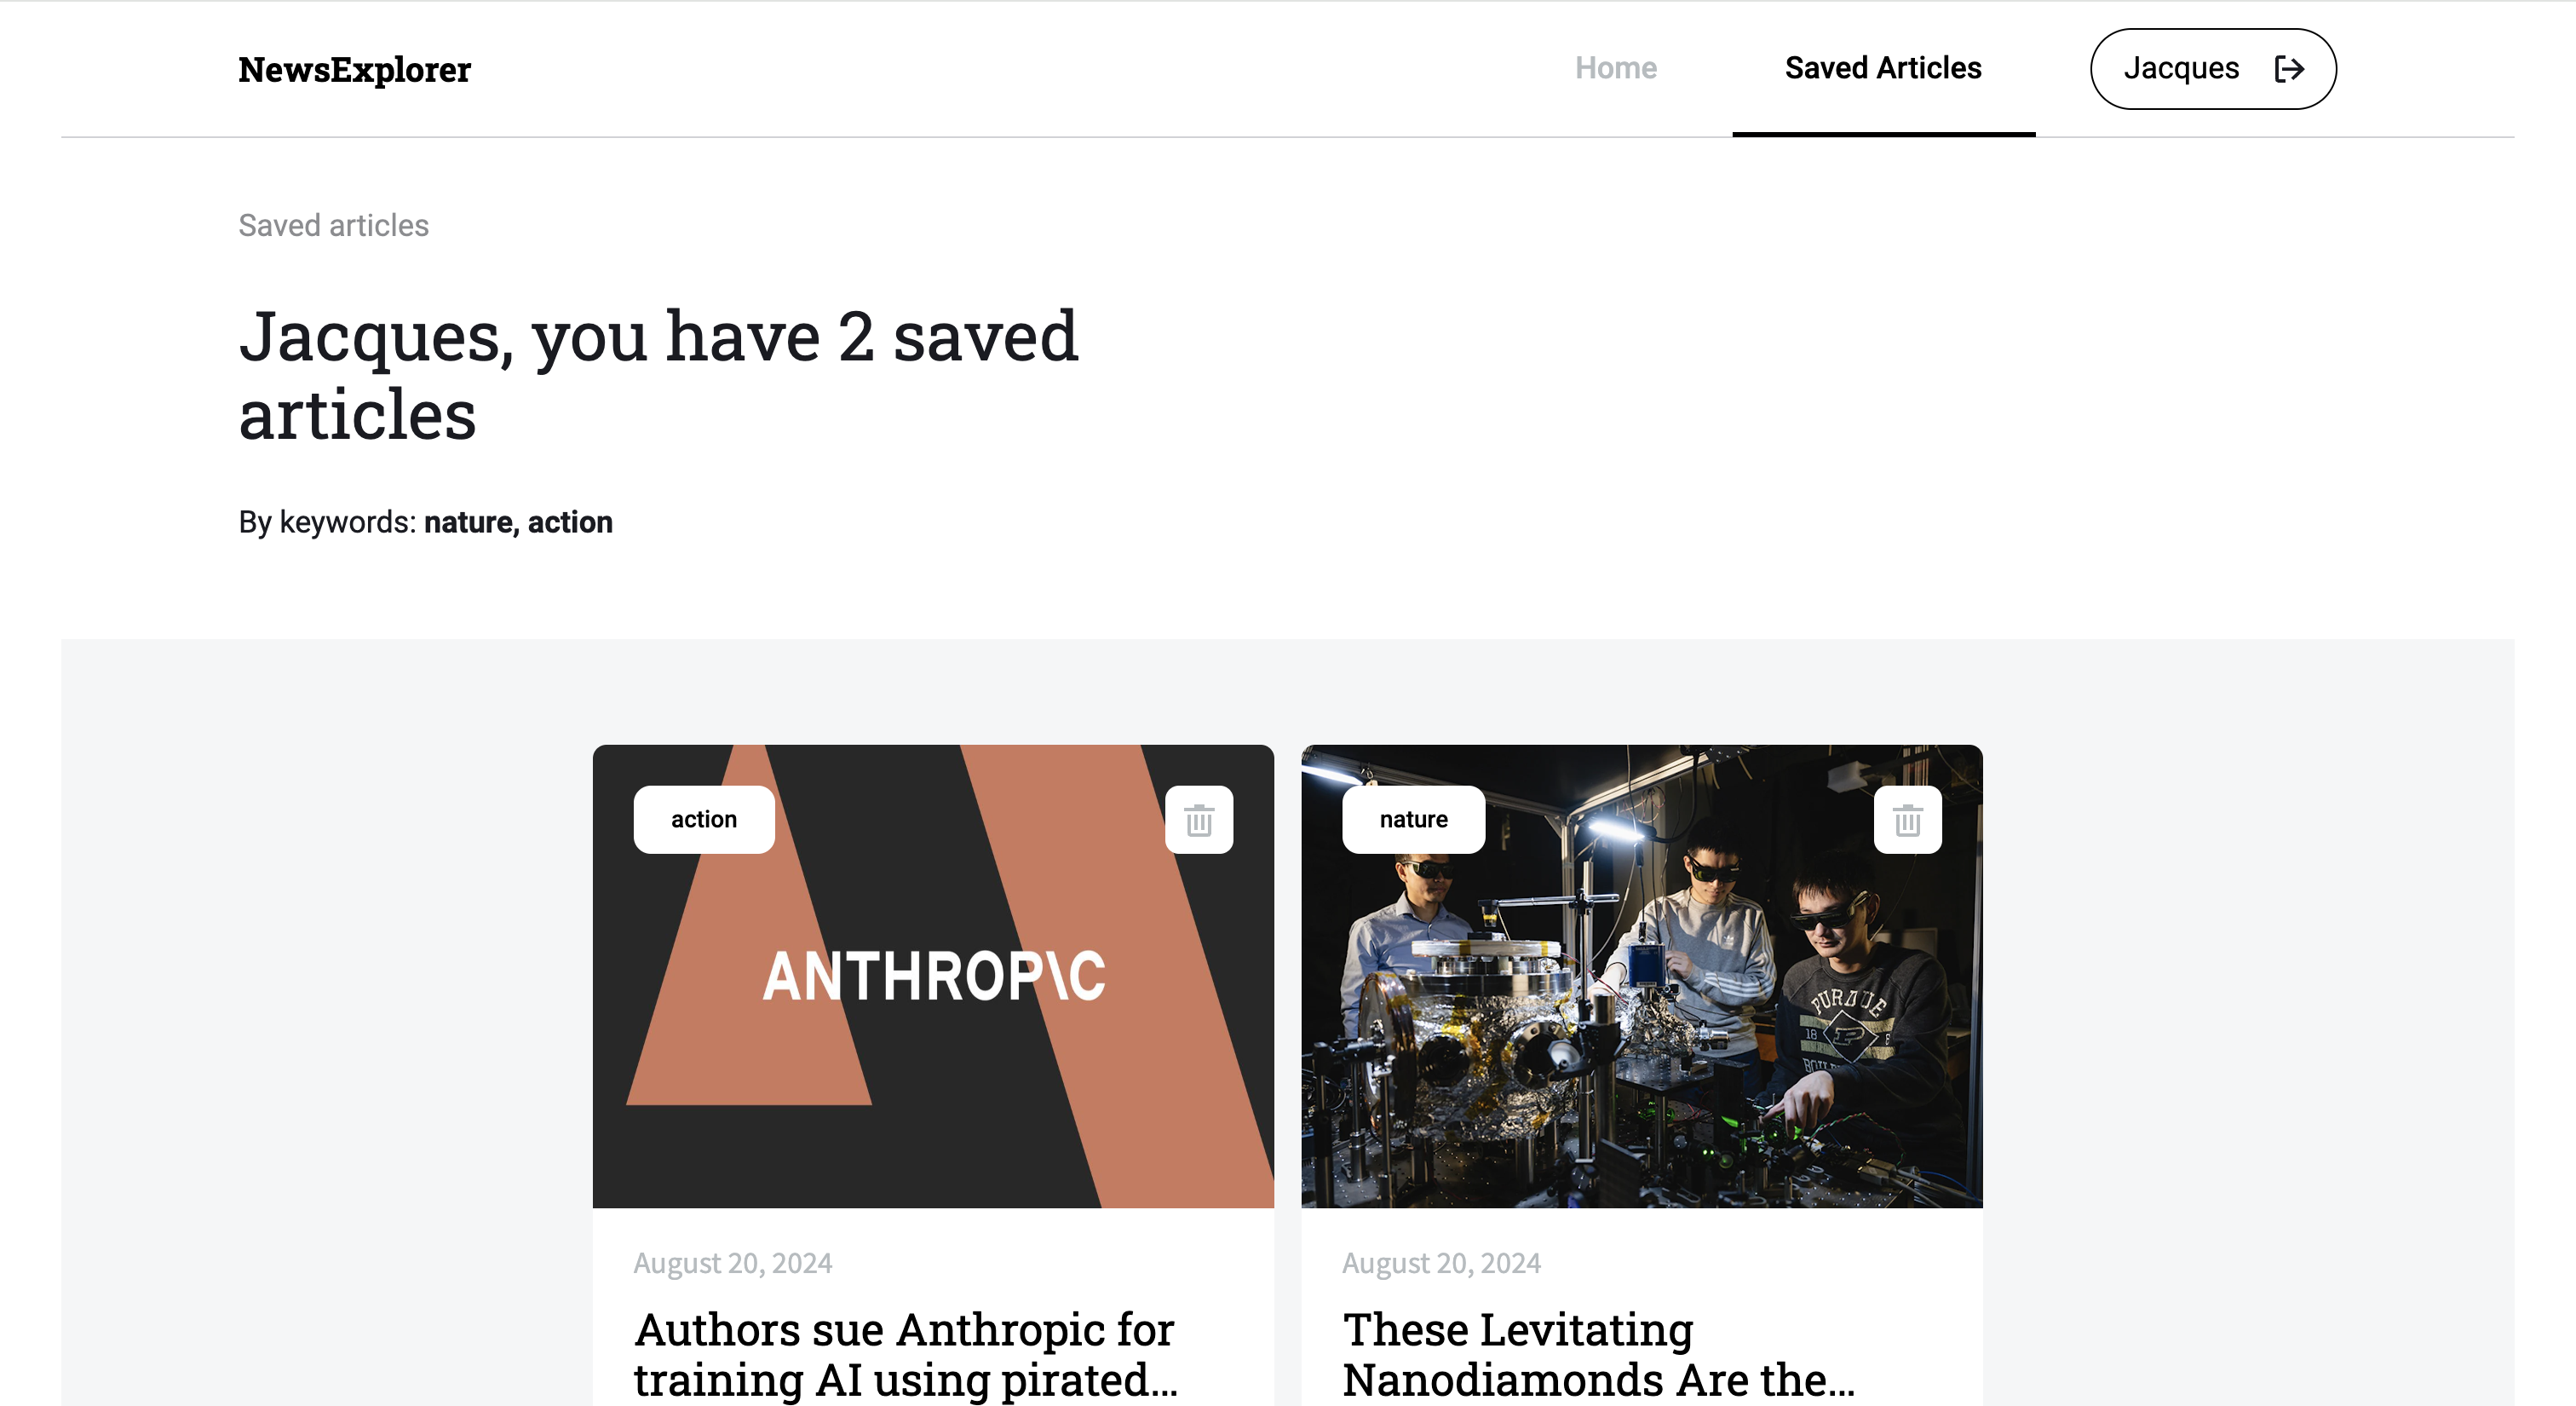 NewsExplorer
Home
Saved Articles
Jacques
Saved articles
Jacques, you have 2 saved
articles
By keywords: nature, action
action
ANTHROP\C
August 20, 2024
Authors sue Anthropic for
training AI using pirated...
nature
PURDUE
18
P
August 20, 2024
These Levitating
Nanodiamonds Are the...